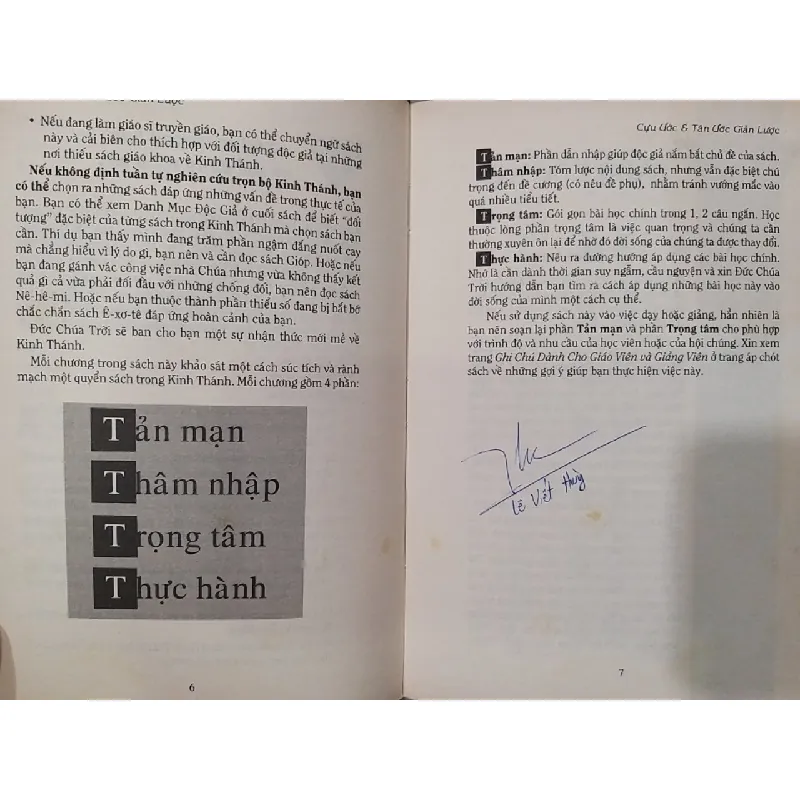 Giản Lược
• Nếu đang làm giáo sĩ truyền giáo, bạn có thể chuyển ngữ sách
này và cải biên cho thích hợp với đối tượng độc giả tại những
nơi thiếu sách giáo khoa về Kinh Thánh.
Nếu không định tuần tự nghiên cứu trọn bộ Kinh Thánh, bạn
có thể chọn ra những sách đáp ứng những vấn đề trong thực tế của
bạn. Bạn có thể xem Danh Mục Độc Giả ở cuối sách để biết "đối
tượng" đặc biệt của từng sách trong Kinh Thánh mà chọn sách bạn
cần. Thí dụ bạn thấy mình đang trăm phần ngậm đắng nuốt cay
mà chẳng hiểu vì lý do gì, bạn nên và cần đọc sách Gióp. Hoặc nếu
bạn đang gánh vác công việc nhà Chúa nhưng vừa không thấy kết
quả gì cả vừa phải đối đầu với những chống đối, bạn nên đọc sách
Nê-hê-mi. Hoặc nếu bạn thuộc thành phần thiểu số đang bị bắt bớ
chắc chắn sách Ê-xơ-tê đáp ứng hoàn cảnh của bạn.
Đức Chúa Trời sẽ ban cho bạn một sự nhận thức mới mẻ về
Kinh Thánh.
Mỗi chương trong sách này khảo sát một cách súc tích và rành
mạch một quyển sách trong Kinh Thánh. Mỗi chương gồm 4 phần:
Tản mạn
Thâm nhập
Trọng tâm
Thực hành
6
Cựu Ước & Tân Ước Giản Lược
Tản mạn: Phần dẫn nhập giúp độc giả nắm bắt chủ đề của sách.
Thâm nhập: Tóm lược nội dung sách, nhưng vẫn đặc biệt chú
trọng đến đề cương (có nêu đề phụ), nhằm tránh vướng mắc vào
quá nhiều tiểu tiết.
Trọng tâm: Gói gọn bài học chính trong 1, 2 câu ngắn. Học
thuộc lòng phần trọng tâm là việc quan trọng và chúng ta cần
thường xuyên ôn lại để nhờ đó đời sống của chúng ta được thay đổi.
Thực hành: Nêu ra đường hướng áp dụng các bài học chính.
Nhớ là cần dành thời gian suy ngẫm, cầu nguyện và xin Đức Chúa
Trời hướng dẫn bạn tìm ra cách áp dụng những bài học này vào
đời sống của mình một cách cụ thể.
Nếu sử dụng sách này vào việc dạy hoặc giảng, hẳn nhiên là
bạn nên soạn lại phần Tản mạn và phần Trọng tâm cho phù hợp
với trình độ và nhu cầu của học viên hoặc của hội chúng. Xin xem
trang Ghi Chú Dành Cho Giáo Viên và Giảng Viên ở trang áp chót
sách về những gợi ý giúp bạn thực hiện việc này.
Lê Viết Hùng
7